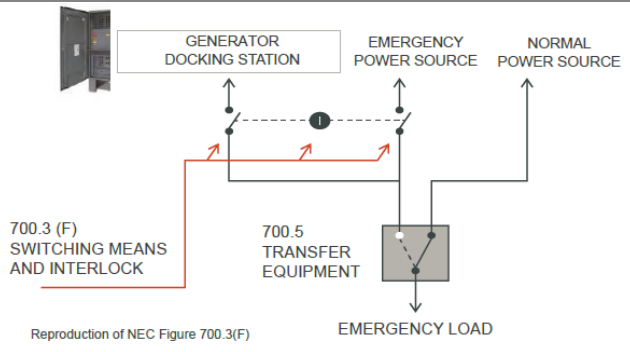 GENERATOR
DOCKING STATION
EMERGENCY
POWER SOURCE
NORMAL
POWER SOURCE
I
700.3 (F)
SWITCHING MEANS
AND INTERLOCK
700.5
TRANSFER
EQUIPMENT
Reproduction of NEC Figure 700.3(F)
EMERGENCY LOAD